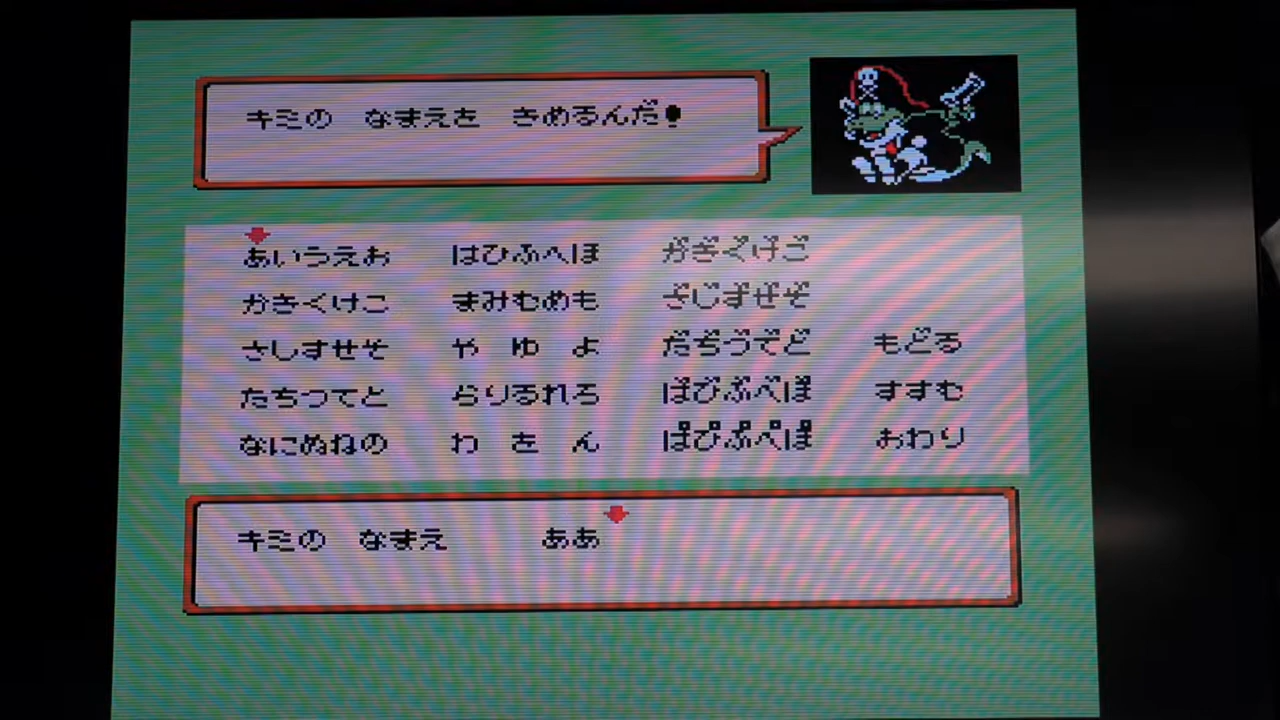 キミの なまえを きめるんだ!
あいうえお はひふへほ がぎぐげご
かきくけこ まみむめも ざじずぜぞ
さしすせそ や ゆ よ だぢづぞど もどる
たちつてと らりるれろ ばびぶべぼ すすむ
なにぬねの わ を ん ぱぴぷぺぽ おわり
キミの なまえ ああ